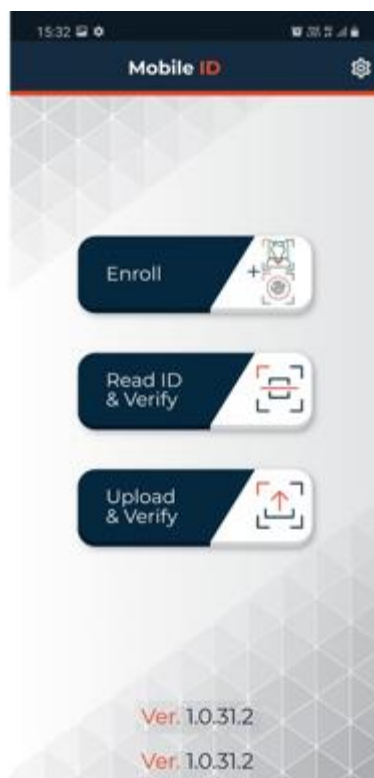 15:32
Mobile ID
Enroll
Read ID
& Verify
Upload
& Verify
Ver. 1.0.31.2
Ver. 1.0.31.2